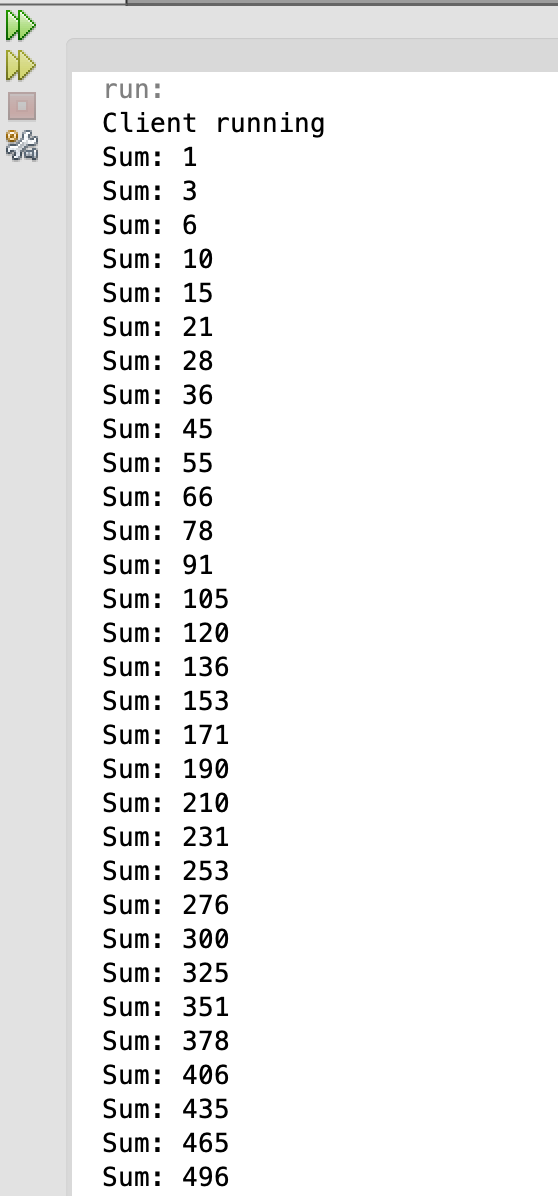 run:
Client running
Sum: 1
Sum: 3
Sum: 6
Sum: 10
Sum: 15
Sum: 21
Sum: 28
Sum: 36
Sum: 45
Sum: 55
Sum: 66
Sum: 78
Sum: 91
Sum: 105
Sum: 120
Sum: 136
Sum: 153
Sum: 171
Sum: 190
Sum: 210
Sum: 231
Sum: 253
Sum: 276
Sum: 300
Sum: 325
Sum: 351
Sum: 378
Sum: 406
Sum: 435
Sum: 465
Sum: 496